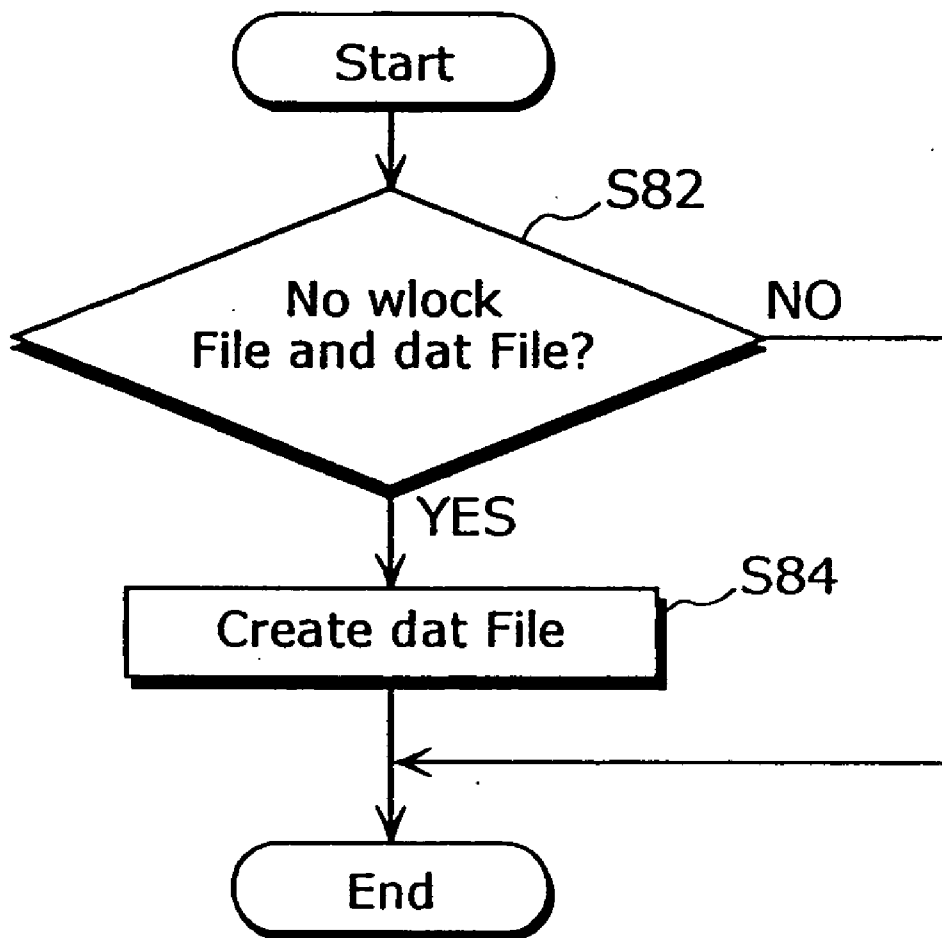 Start
S82
No wlock
File and dat File?
NO
YES
S84
Create dat File
End